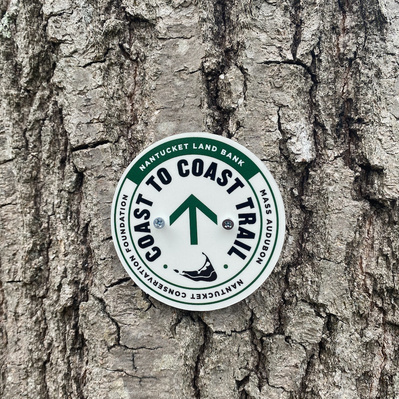 NANTUCKET LAND BANK
COAST TO COAST TRAIL
MASS AUDUBON
NANTUCKET CONSERVATION FOUNDATION